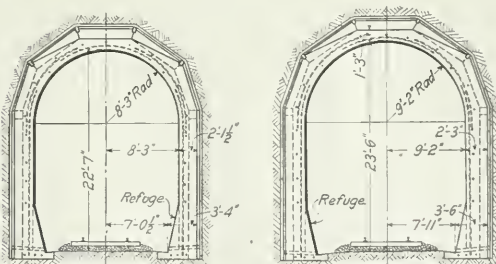 8'-3" Rad.
2'-1½"
8'-3"
22'-7"
Refuge
3'-4"
7'-0½"
1'-3"
9'-2" Rad.
2'-3"
9'-2"
23'-6"
Refuge
3'-6"
7'-11"